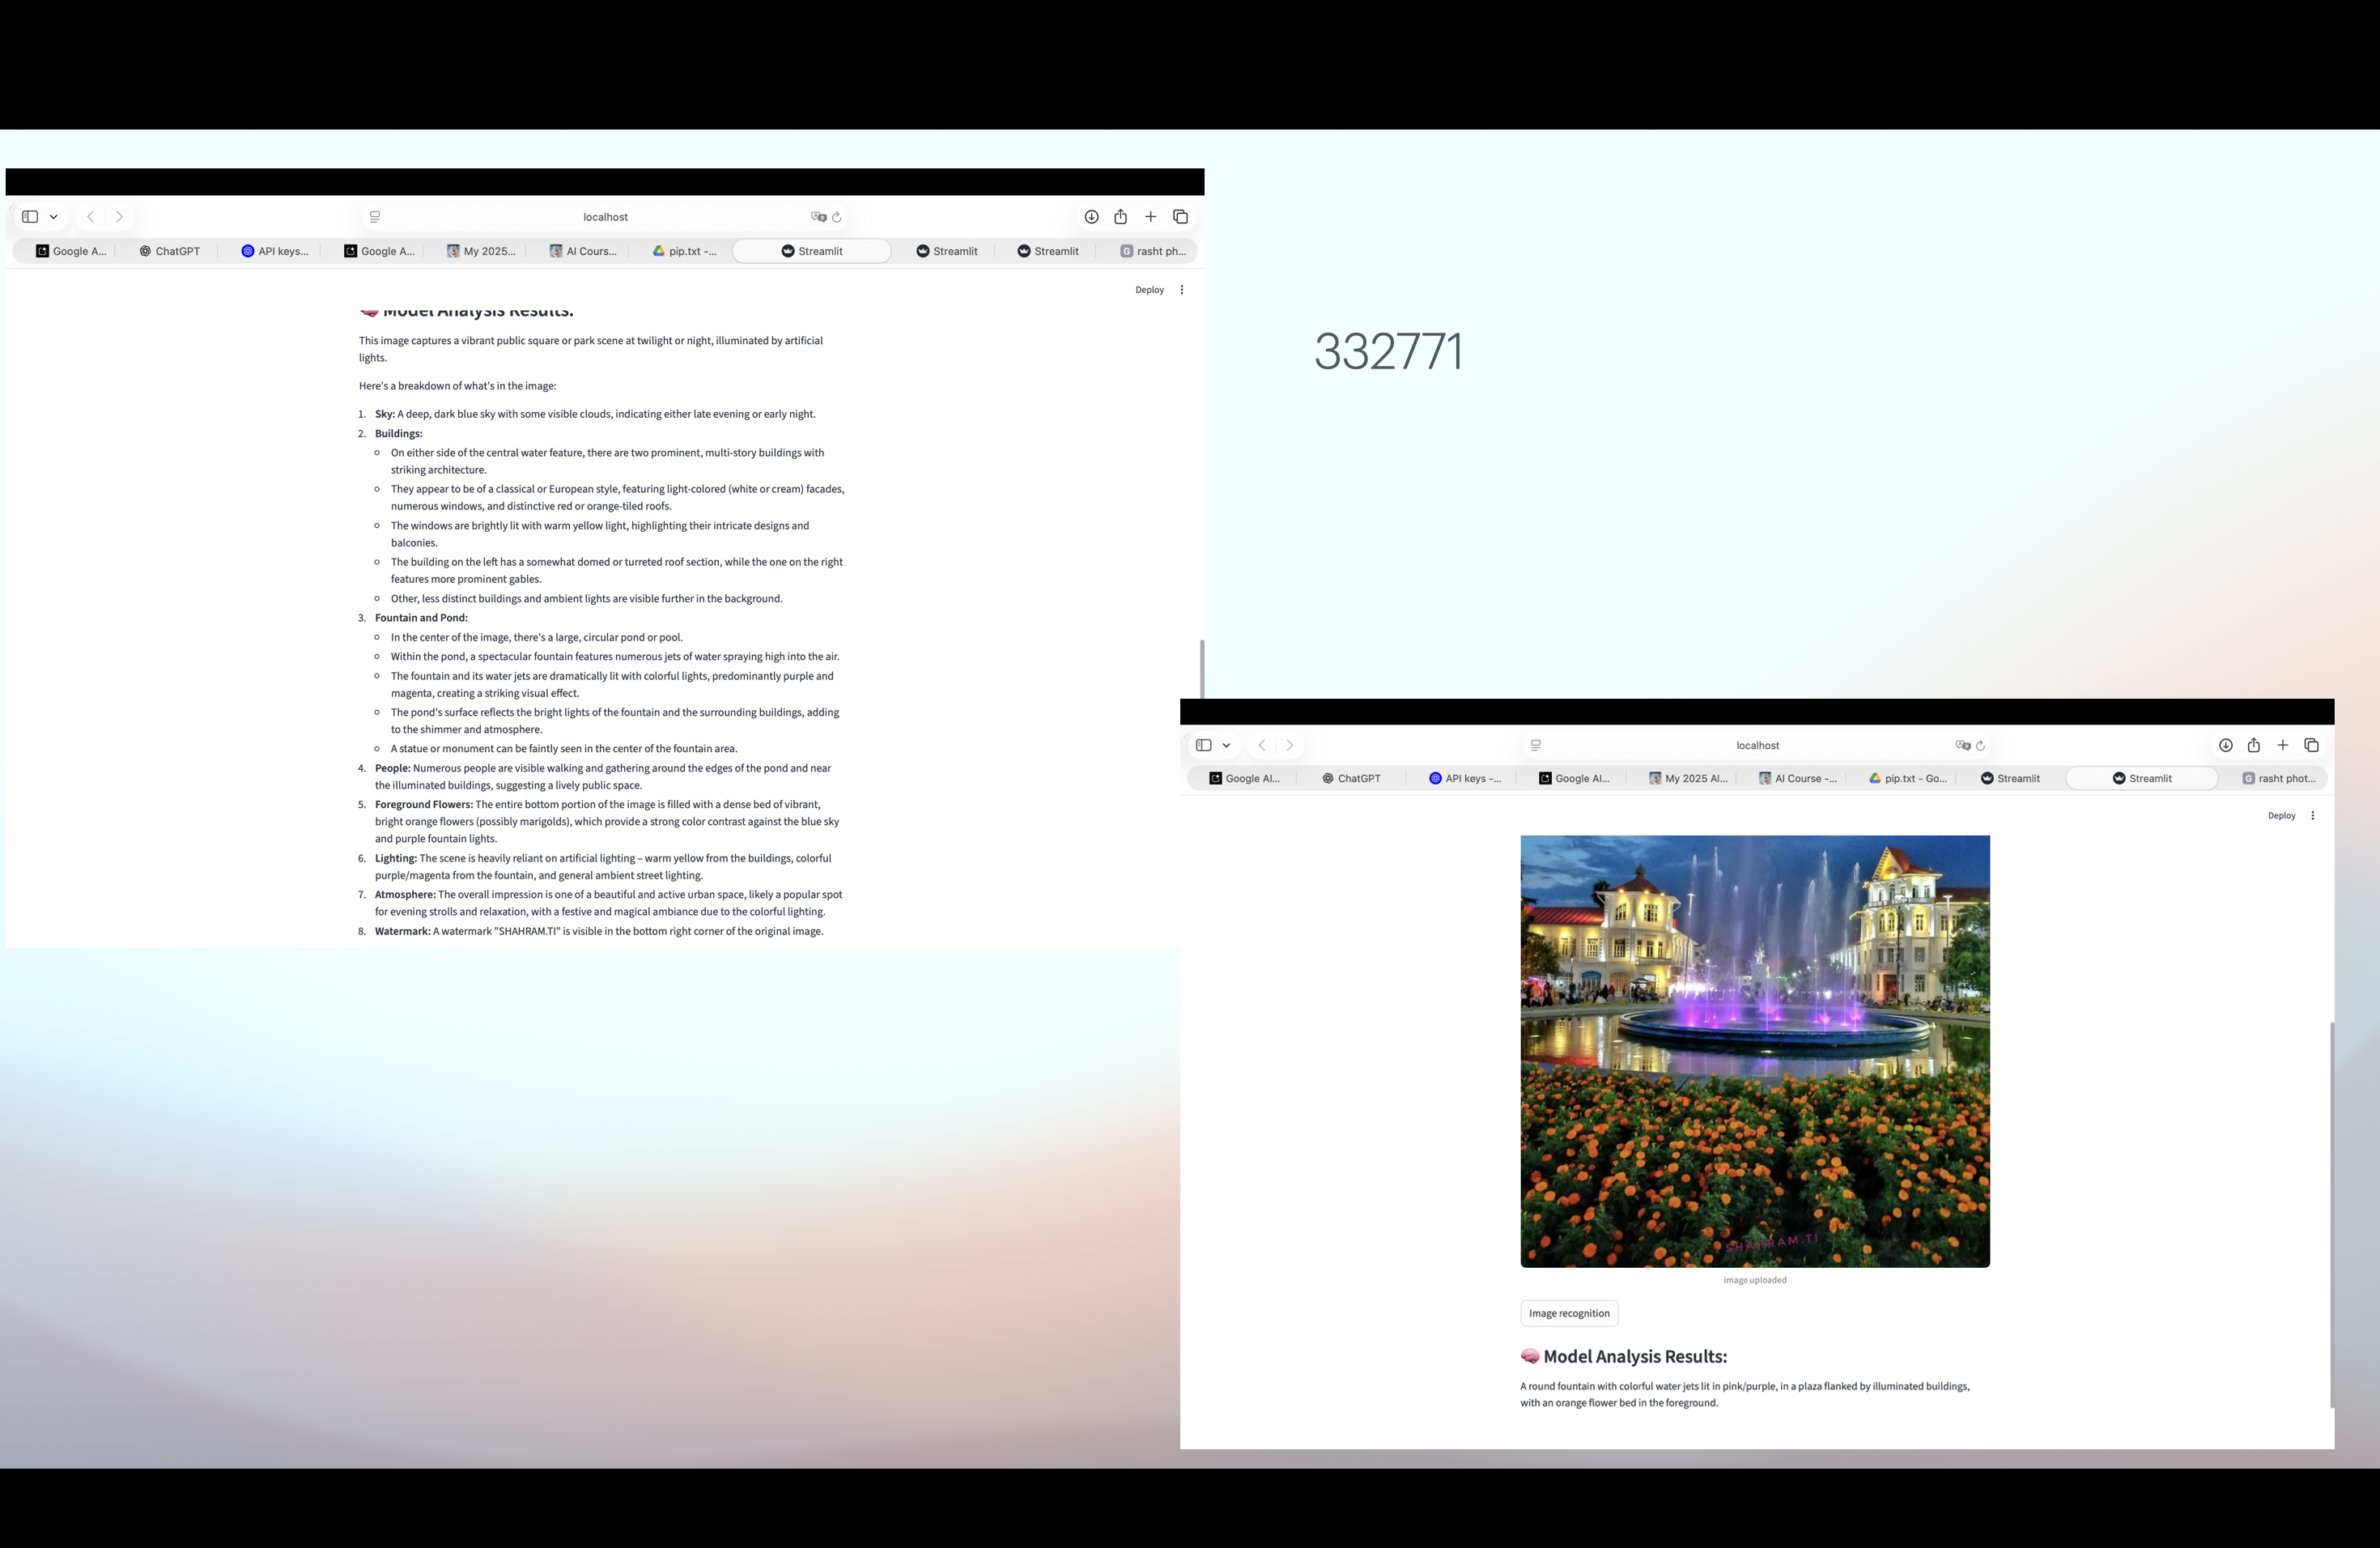 localhost
Google A...
ChatGPT
API keys...
Google A...
My 2025...
AI Cours...
pip.txt -...
Streamlit
Streamlit
Streamlit
G
rasht ph...
Deploy
Model Analysis Results:
This image captures a vibrant public square or park scene at twilight or night, illuminated by artificial
lights.
Here's a breakdown of what's in the image:
1. Sky: A deep, dark blue sky with some visible clouds, indicating either late evening or early night.
2. Buildings:
On either side of the central water feature, there are two prominent, multi-story buildings with
striking architecture.
They appear to be of a classical or European style, featuring light-colored (white or cream) facades,
numerous windows, and distinctive red or orange-tiled roofs.
The windows are brightly lit with warm yellow light, highlighting their intricate designs and
balconies.
The building on the left has a somewhat domed or turreted roof section, while the one on the right
features more prominent gables.
Other, less distinct buildings and ambient lights are visible further in the background.
3. Fountain and Pond:
In the center of the image, there's a large, circular pond or pool.
Within the pond, a spectacular fountain features numerous jets of water spraying high into the air.
The fountain and its water jets are dramatically lit with colorful lights, predominantly purple and
magenta, creating a striking visual effect.
The pond's surface reflects the bright lights of the fountain and the surrounding buildings, adding
to the shimmer and atmosphere.
A statue or monument can be faintly seen in the center of the fountain area.
4. People: Numerous people are visible walking and gathering around the edges of the pond and near
the illuminated buildings, suggesting a lively public space.
5. Foreground Flowers: The entire bottom portion of the image is filled with a dense bed of vibrant,
bright orange flowers (possibly marigolds), which provide a strong color contrast against the blue sky
and purple fountain lights.
6. Lighting: The scene is heavily reliant on artificial lighting – warm yellow from the buildings, colorful
purple/magenta from the fountain, and general ambient street lighting.
7. Atmosphere: The overall impression is one of a beautiful and active urban space, likely a popular spot
for evening strolls and relaxation, with a festive and magical ambiance due to the colorful lighting.
8. Watermark: A watermark "SHAHRAM.TI" is visible in the bottom right corner of the original image.
332771
localhost
Google AI...
ChatGPT
API keys -...
Google AI...
My 2025 AI...
AI Course -...
pip.txt - Go...
Streamlit
Streamlit
G
rasht phot...
Deploy
SHAHRAM.TI
image uploaded
Image recognition
Model Analysis Results:
A round fountain with colorful water jets lit in pink/purple, in a plaza flanked by illuminated buildings,
with an orange flower bed in the foreground.